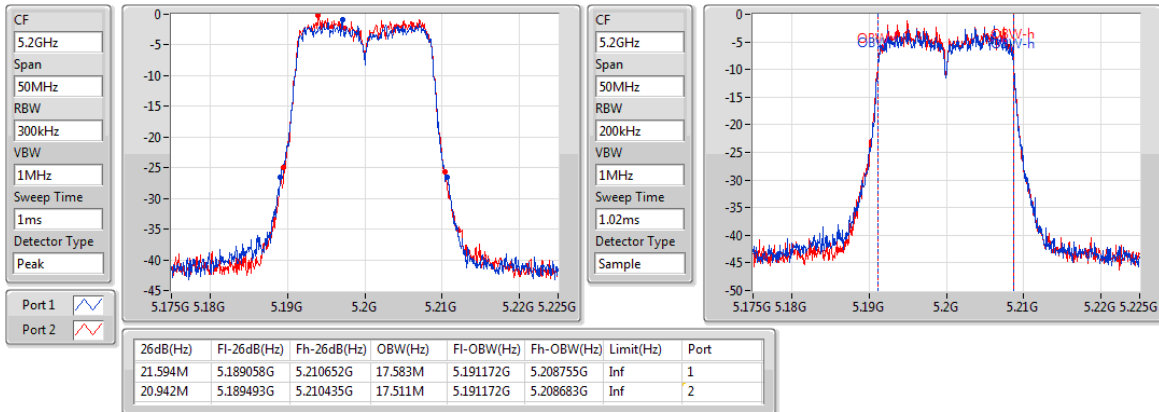 CF
5.2GHz
Span
50MHz
RBW
300kHz
VBW
1MHz
Sweep Time
1ms
Detector Type
Peak
Port 1
Port 2
0
-5
-10
-15
-20
-25
-30
-35
-40
-45
5.175G 5.18G 5.19G 5.2G 5.21G 5.22G 5.225G
CF
5.2GHz
Span
50MHz
RBW
200kHz
VBW
1MHz
Sweep Time
1.02ms
Detector Type
Sample
0
-5
-10
-15
-20
-25
-30
-35
-40
-45
-50
OBW-h
5.175G 5.18G 5.19G 5.2G 5.21G 5.22G 5.225G
26dB(Hz) Fl-26dB(Hz) Fh-26dB(Hz) OBW(Hz) Fl-OBW(Hz) Fh-OBW(Hz) Limit(Hz) Port
21.594M 5.189058G 5.210652G 17.583M 5.191172G 5.208755G Inf 1
20.942M 5.189493G 5.210435G 17.511M 5.191172G 5.208683G Inf 2